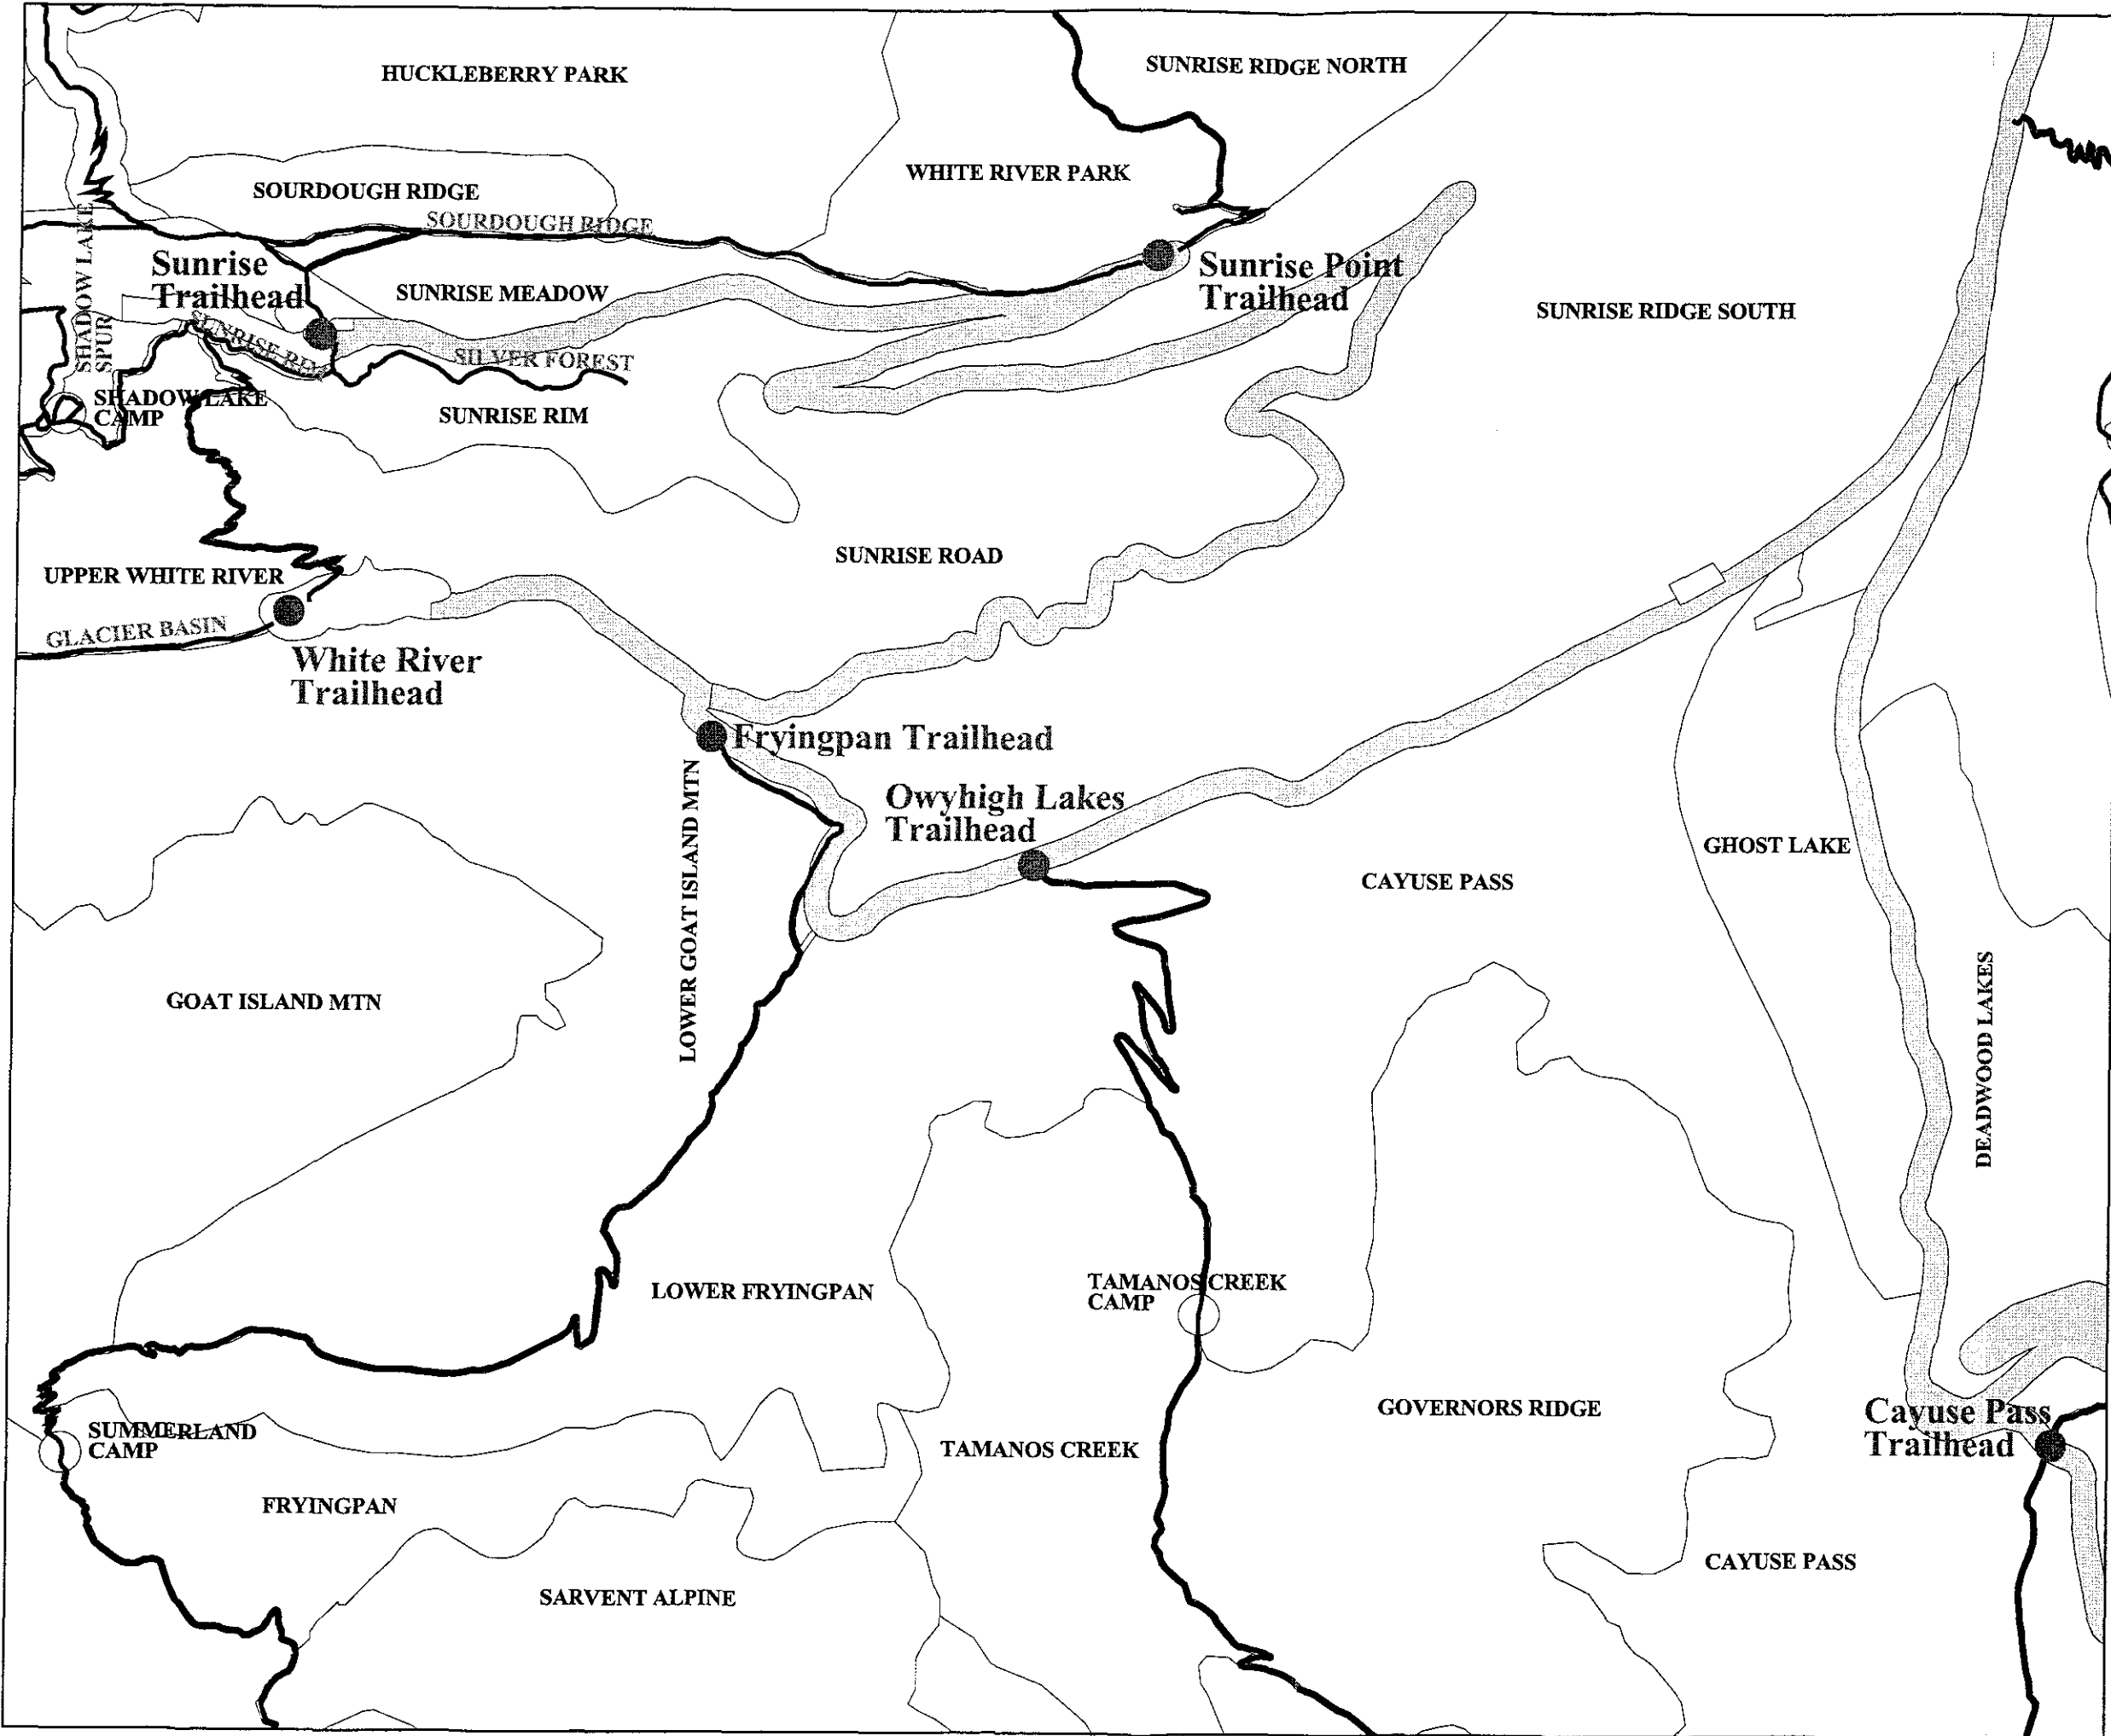 HUCKLEBERRY PARK
SUNRISE RIDGE NORTH
WHITE RIVER PARK
SOURDOUGH RIDGE
SOURDOUGH RIDGE
SHADOW LAKE
SPUR
Sunrise
Trailhead
SUNRISE MEADOW
Sunrise Point
Trailhead
SUNRISE RIDGE SOUTH
SUNRISE RIM
SILVER FOREST
SHADOW LAKE
CAMP
SUNRISE RIM
SUNRISE ROAD
UPPER WHITE RIVER
GLACIER BASIN
White River
Trailhead
Fryingpan Trailhead
LOWER GOAT ISLAND MTN
Owyhigh Lakes
Trailhead
GHOST LAKE
CAYUSE PASS
GOAT ISLAND MTN
DEADWOOD LAKES
LOWER FRYINGPAN
TAMANOS CREEK
CAMP
GOVERNORS RIDGE
Cayuse Pass
Trailhead
SUMMERLAND
CAMP
TAMANOS CREEK
FRYINGPAN
CAYUSE PASS
SARVENT ALPINE